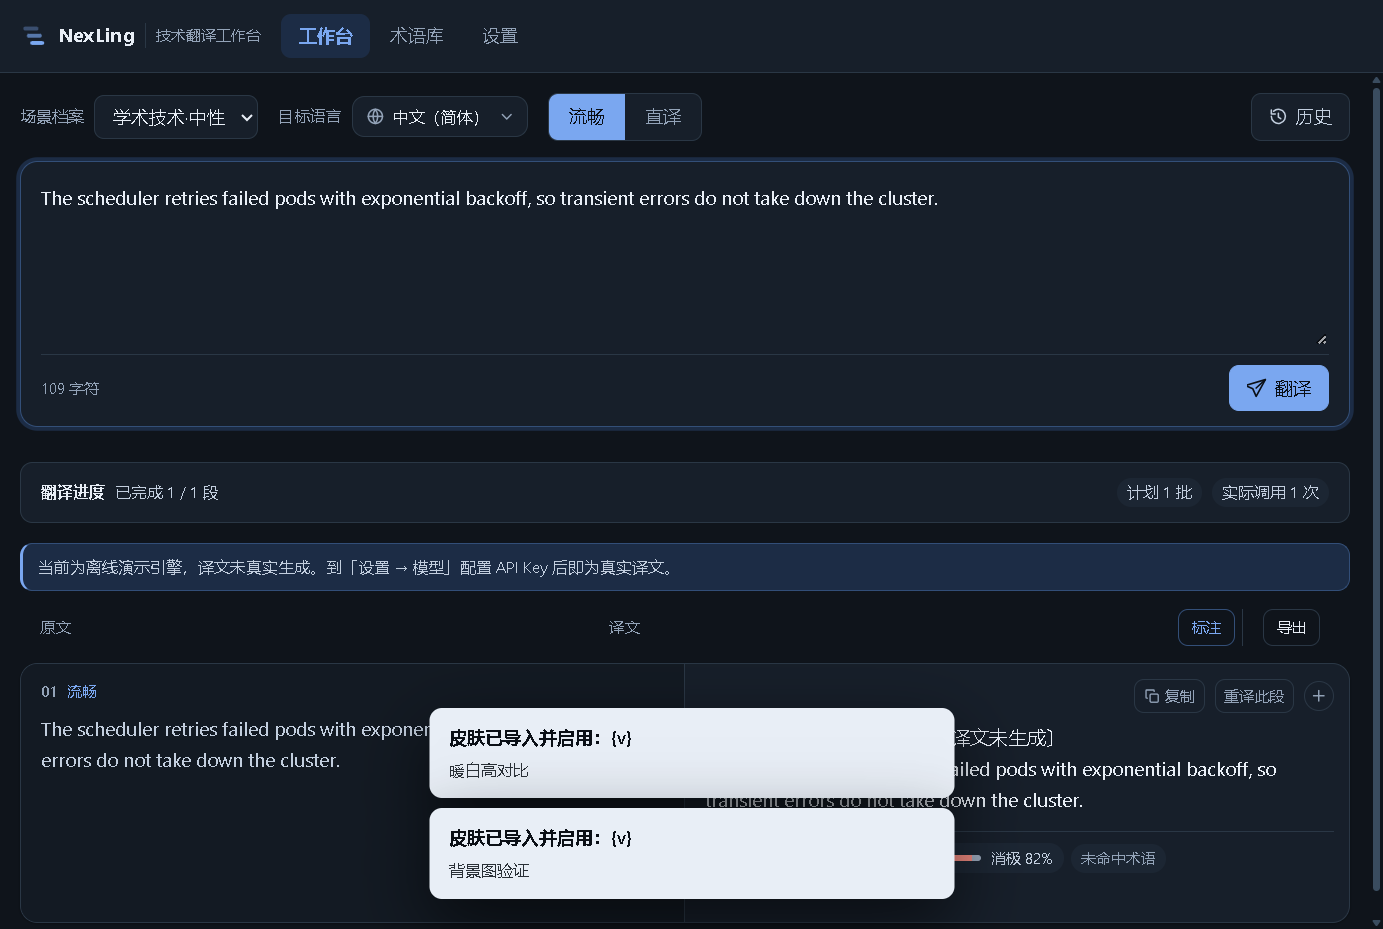 NexLing 技术翻译工作台 工作台 术语库 设置
场景档案 学术技术·中性 目标语言 中文（简体） 流畅 直译 历史
The scheduler retries failed pods with exponential backoff, so transient errors do not take down the cluster.
109 字符 翻译
翻译进度 已完成 1 / 1 段 计划 1 批 实际调用 1 次
当前为离线演示引擎，译文未真实生成。到「设置 → 模型」配置 API Key 后即为真实译文。
原文 译文 标注 导出
01 流畅
The scheduler retries failed pods with exponen
errors do not take down the cluster.
复制 重译此段
译文未生成〕
ailed pods with exponential backoff, so
transient errors do not take down the cluster.
消极 82% 未命中术语
皮肤已导入并启用：{v}
暖白高对比
皮肤已导入并启用：{v}
背景图验证